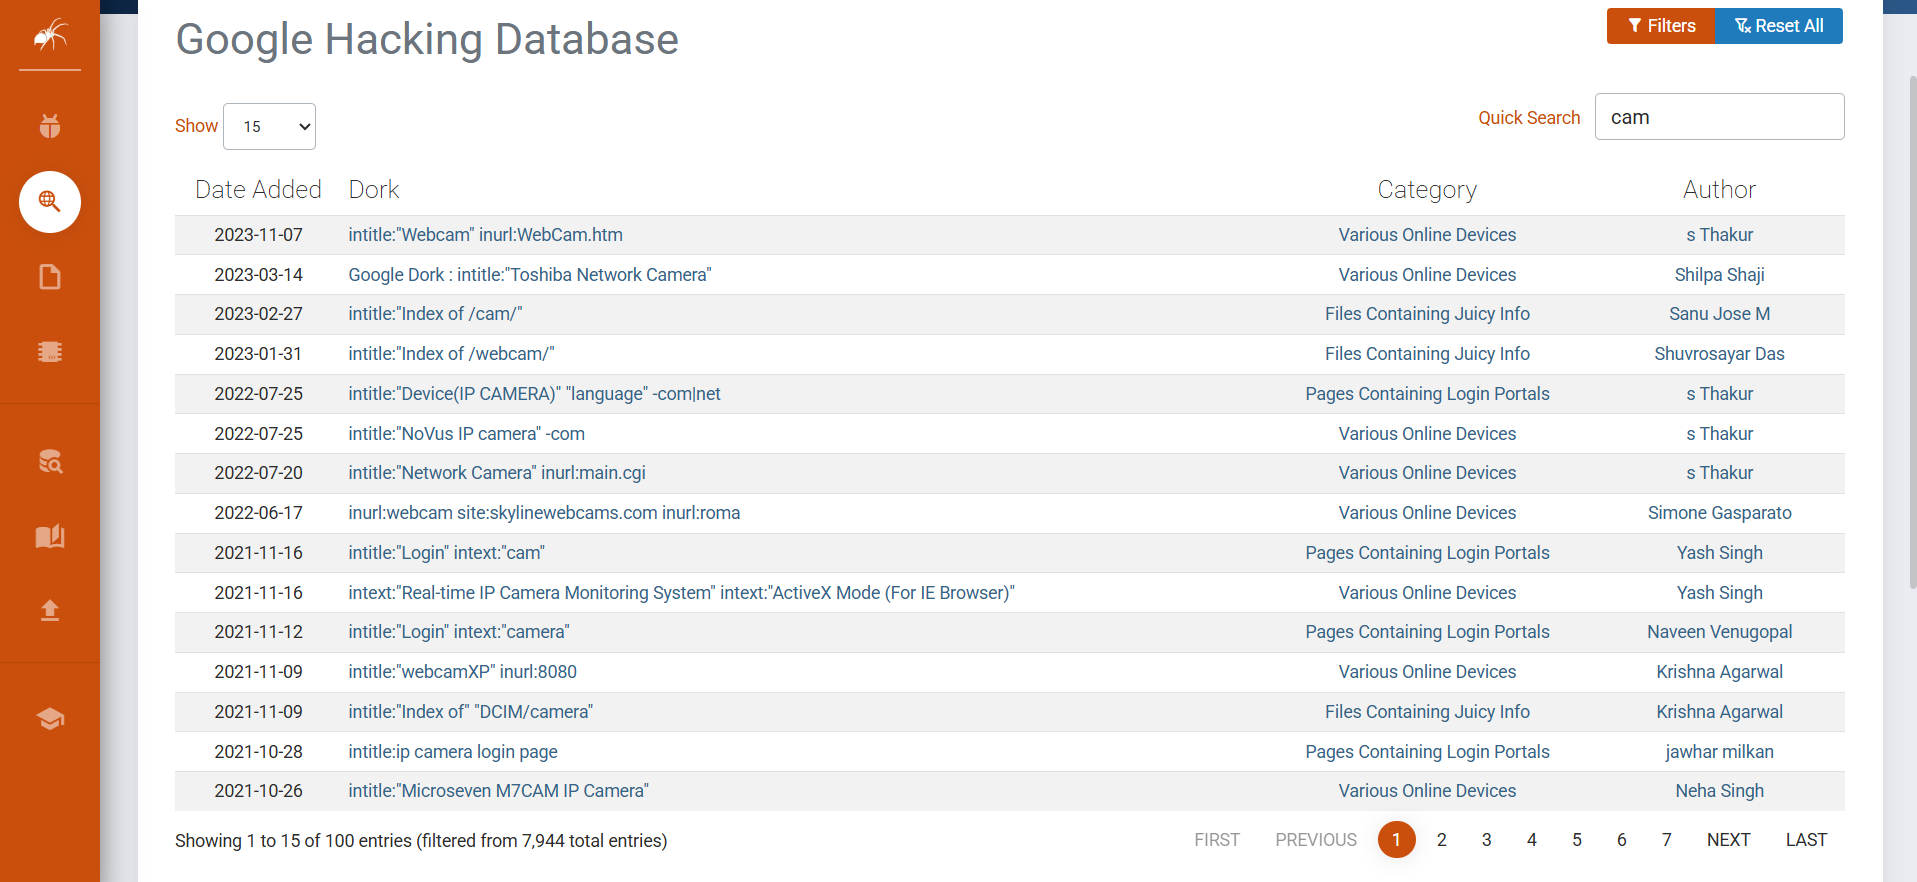 Google Hacking Database
Filters Reset All
Show 15 Quick Search cam
Date Added Dork Category Author
2023-11-07 intitle:"Webcam" inurl:WebCam.htm Various Online Devices s Thakur
2023-03-14 Google Dork : intitle:"Toshiba Network Camera" Various Online Devices Shilpa Shaji
2023-02-27 intitle:"Index of /cam/" Files Containing Juicy Info Sanu Jose M
2023-01-31 intitle:"Index of /webcam/" Files Containing Juicy Info Shuvrosayar Das
2022-07-25 intitle:"Device(IP CAMERA)" "language" -com|net Pages Containing Login Portals s Thakur
2022-07-25 intitle:"NoVus IP camera" -com Various Online Devices s Thakur
2022-07-20 intitle:"Network Camera" inurl:main.cgi Various Online Devices s Thakur
2022-06-17 inurl:webcam site:skylinewebcams.com inurl:roma Various Online Devices Simone Gasparato
2021-11-16 intitle:"Login" intext:"cam" Pages Containing Login Portals Yash Singh
2021-11-16 intext:"Real-time IP Camera Monitoring System" intext:"ActiveX Mode (For IE Browser)" Various Online Devices Yash Singh
2021-11-12 intitle:"Login" intext:"camera" Pages Containing Login Portals Naveen Venugopal
2021-11-09 intitle:"webcamXP" inurl:8080 Various Online Devices Krishna Agarwal
2021-11-09 intitle:"Index of" "DCIM/camera" Files Containing Juicy Info Krishna Agarwal
2021-10-28 intitle:ip camera login page Pages Containing Login Portals jawhar milkan
2021-10-26 intitle:"Microseven M7CAM IP Camera" Various Online Devices Neha Singh
Showing 1 to 15 of 100 entries (filtered from 7,944 total entries) FIRST PREVIOUS 1 2 3 4 5 6 7 NEXT LAST